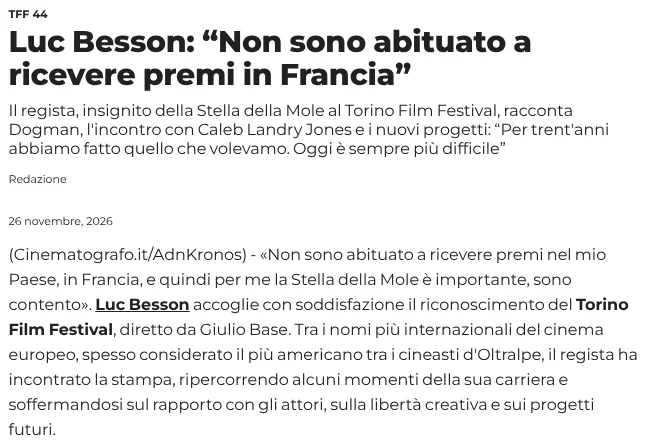 TFF 44
Luc Besson: “Non sono abituato a
ricevere premi in Francia”
Il regista, insignito della Stella della Mole al Torino Film Festival, racconta
Dogman, l'incontro con Caleb Landry Jones e i nuovi progetti: “Per trent'anni
abbiamo fatto quello che volevamo. Oggi è sempre più difficile”
Redazione
26 novembre, 2026
(Cinematografo.it/AdnKronos) - «Non sono abituato a ricevere premi nel mio
Paese, in Francia, e quindi per me la Stella della Mole è importante, sono
contento». Luc Besson accoglie con soddisfazione il riconoscimento del Torino
Film Festival, diretto da Giulio Base. Tra i nomi più internazionali del cinema
europeo, spesso considerato il più americano tra i cineasti d'Oltralpe, il regista ha
incontrato la stampa, ripercorrendo alcuni momenti della sua carriera e
soffermandosi sul rapporto con gli attori, sulla libertà creativa e sui progetti
futuri.